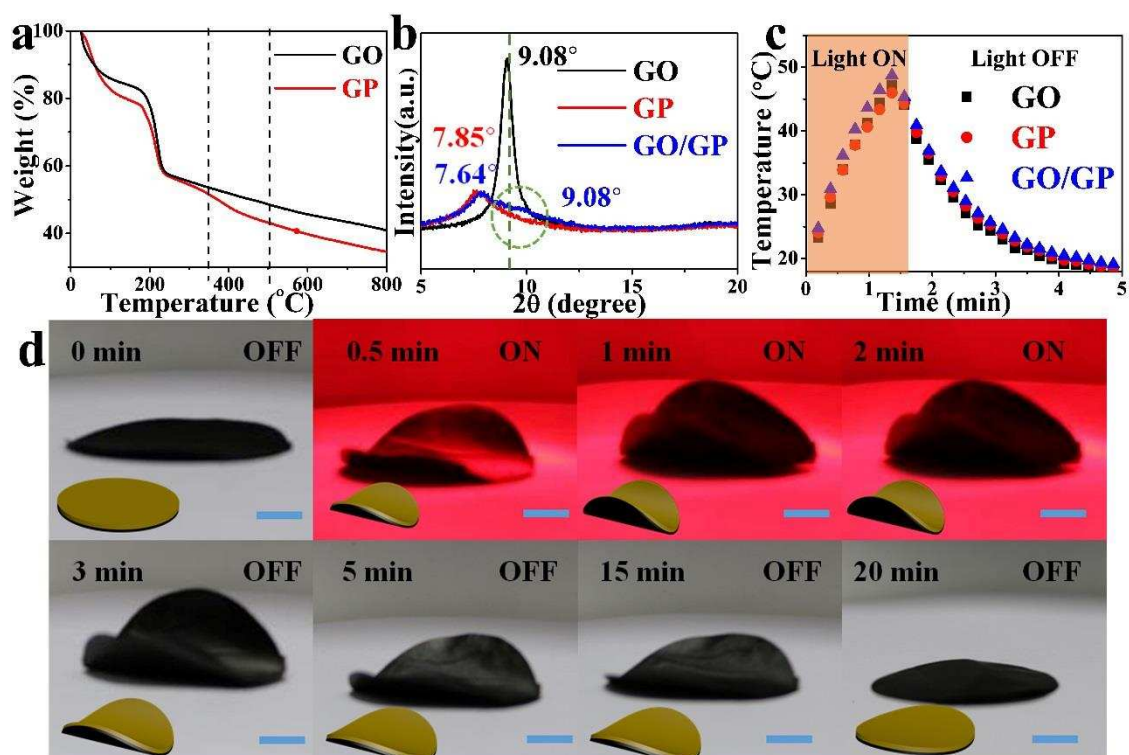 a
100
80
60
40
Weight (%)
0 200 400 600 800
Temperature (°C)
GO
GP
b
Intensity(a.u.)
9.08°
GO
GP
GO/GP
7.85°
7.64°
9.08°
5 10 15 20
2θ (degree)
c
Temperature (°C)
50
40
30
20
Light ON
Light OFF
GO
GP
GO/GP
0 1 2 3 4 5
Time (min)
d
0 min OFF
0.5 min ON
1 min ON
2 min ON
3 min OFF
5 min OFF
15 min OFF
20 min OFF